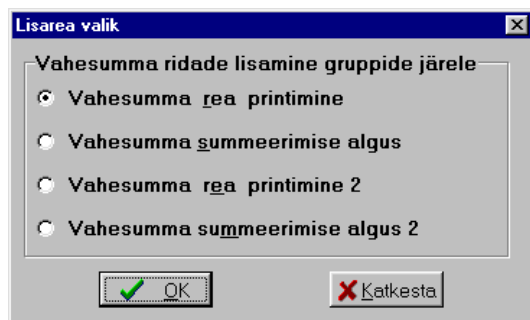 Lisarea valik
Vahesumma ridade lisamine gruppide järele
Vahesumma rea printimine
Vahesumma summeerimise algus
Vahesumma rea printimine 2
Vahesumma summeerimise algus 2
OK
Katkesta